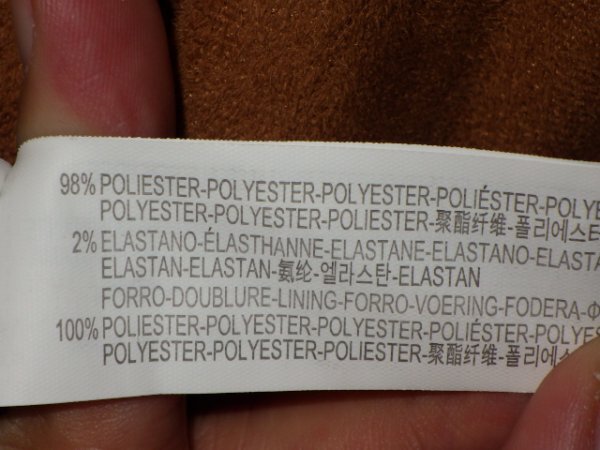 98% POLIESTER-POLYESTER-POLYESTER-POLIÉSTER-POLYE
POLYESTER-POLYESTER-POLIESTER-聚酯纤维-폴리에스터
2% ELASTANO-ÉLASTHANNE-ELASTANE-ELASTANO-ELASTA
ELASTAN-ELASTAN-氨纶-엘라스탄-ELASTAN
FORRO-DOUBLURE-LINING-FORRO-VOERING-FODERA-Φ
100% POLIESTER-POLYESTER-POLYESTER-POLIÉSTER-POLYES
POLYESTER-POLYESTER-POLIESTER-聚酯纤维-폴리에스